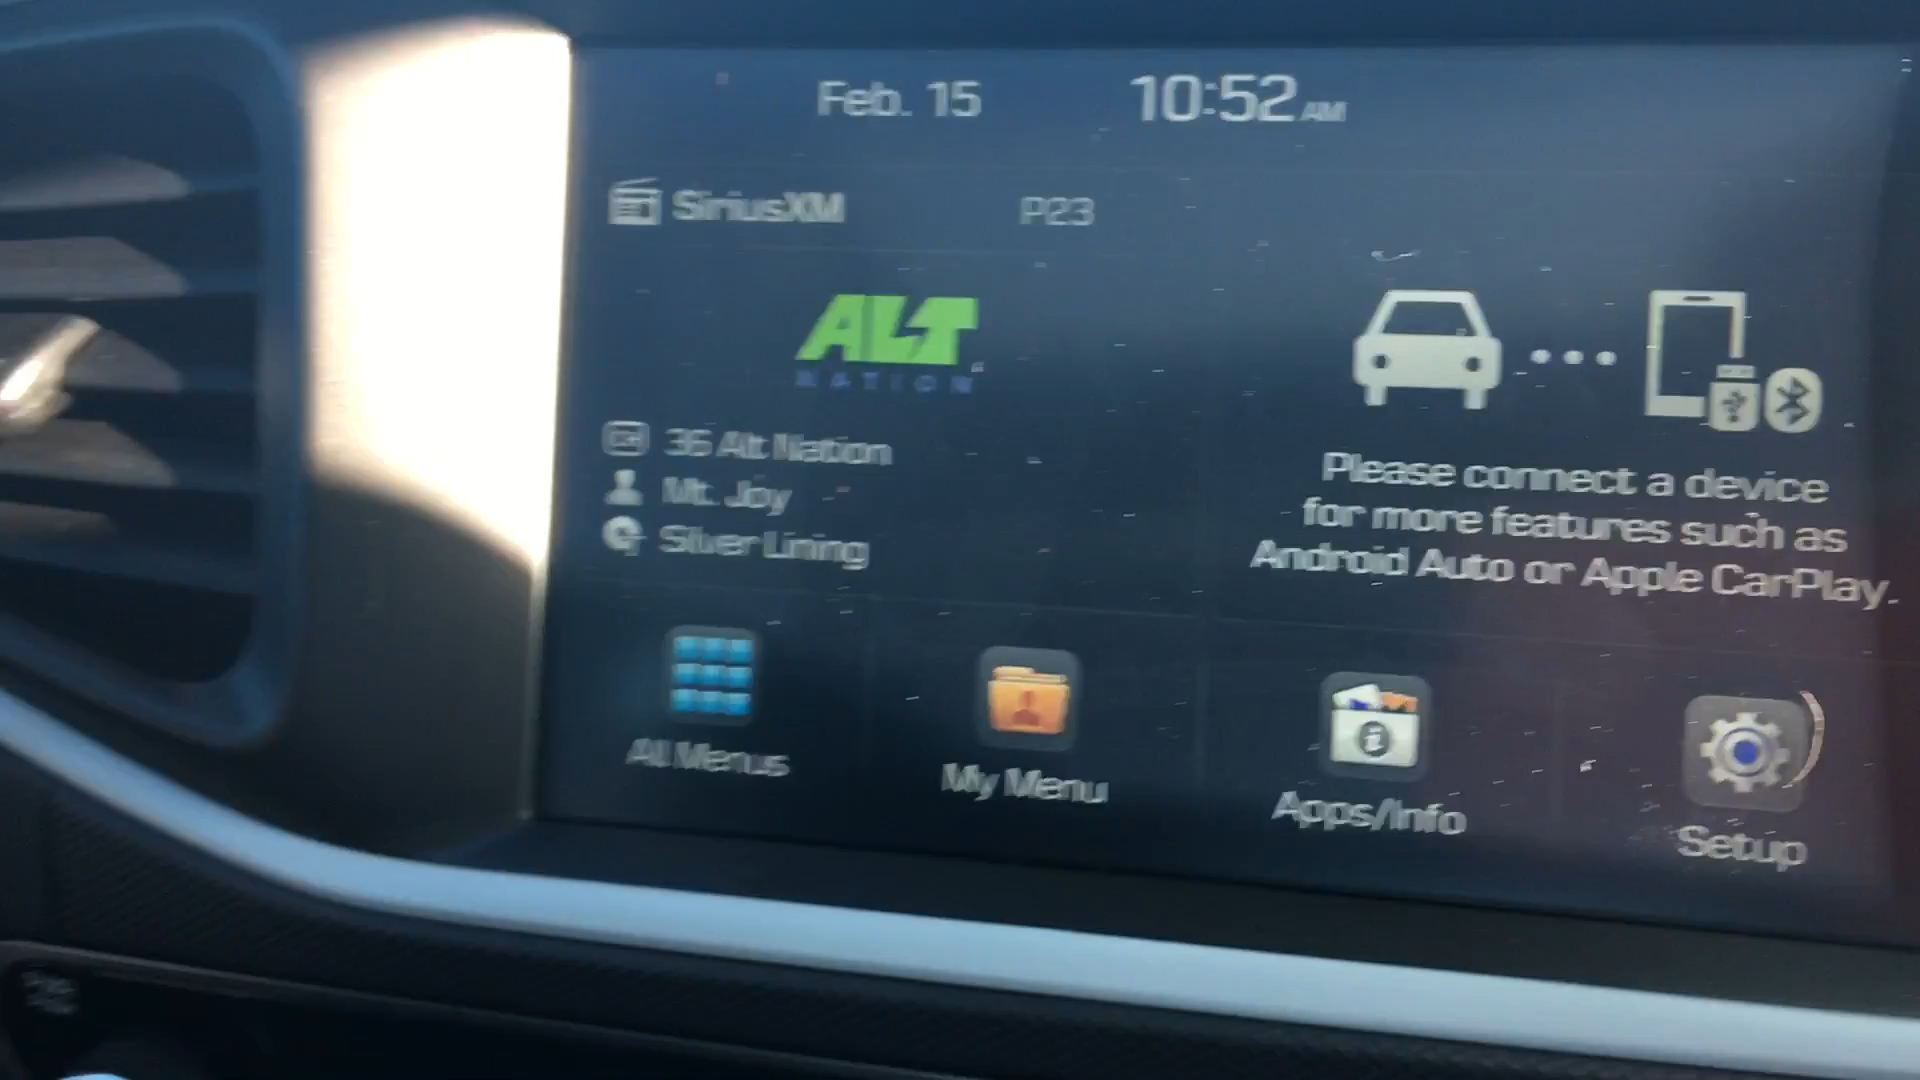 Feb. 15 10:52 AM
SiriusXM P23
ALT
NATION
36 Alt Nation
Mt. Joy
Silver Lining
Please connect a device
for more features such as
Android Auto or Apple CarPlay.
All Menus
My Menu
Apps/Info
Setup